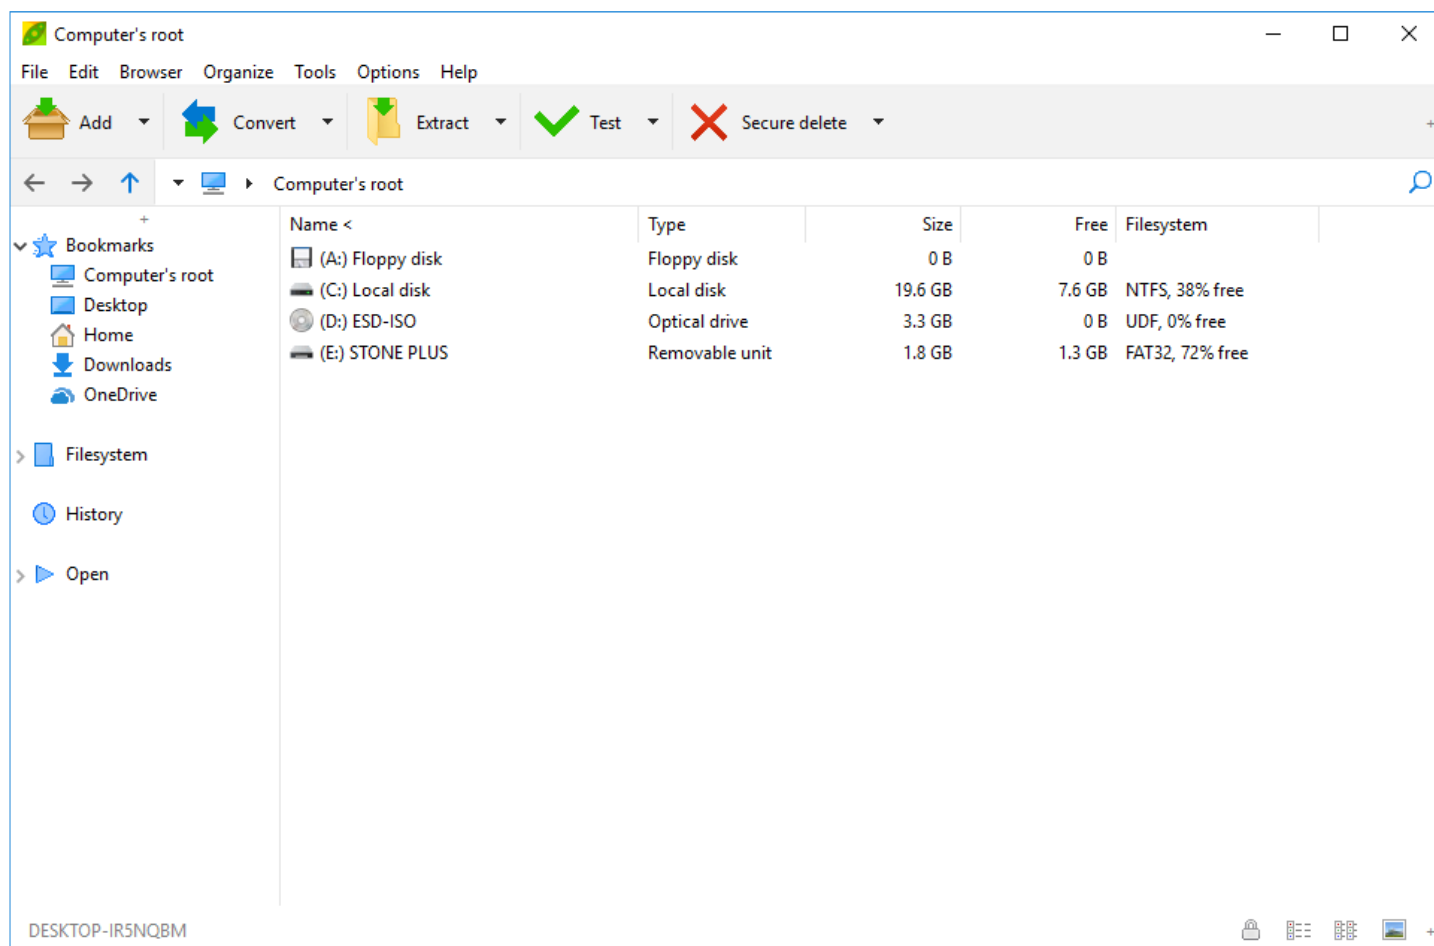 Computer's root
File Edit Browser Organize Tools Options Help
Add Convert Extract Test Secure delete
Computer's root
Name < Type Size Free Filesystem
(A:) Floppy disk Floppy disk 0 B 0 B
(C:) Local disk Local disk 19.6 GB 7.6 GB NTFS, 38% free
(D:) ESD-ISO Optical drive 3.3 GB 0 B UDF, 0% free
(E:) STONE PLUS Removable unit 1.8 GB 1.3 GB FAT32, 72% free
Bookmarks
Computer's root
Desktop
Home
Downloads
OneDrive
Filesystem
History
Open
DESKTOP-IR5NQBM